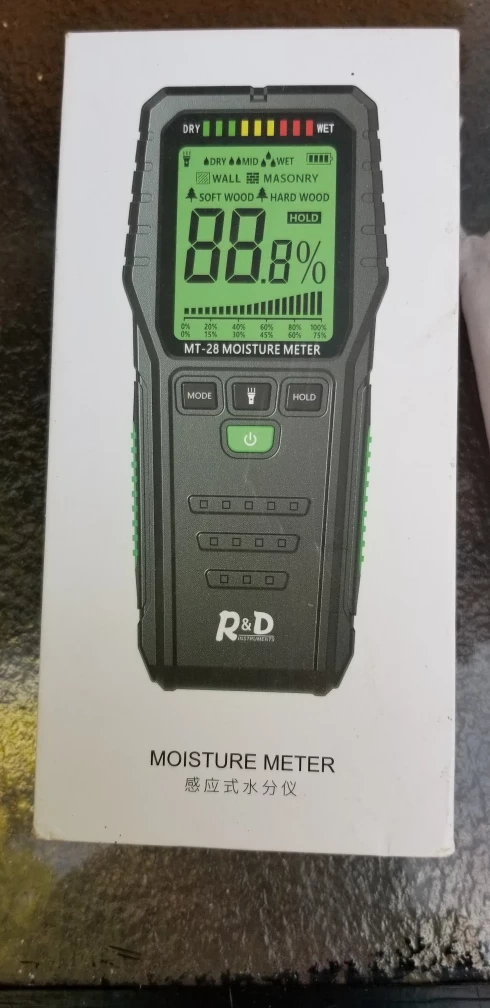 DRY WET
DRY MID WET
WALL MASONRY
SOFT WOOD HARD WOOD
HOLD
88.8%
0% 20% 40% 60% 80% 100%
0% 15% 30% 45% 60% 75%
MT-28 MOISTURE METER
MODE HOLD
R&D
INSTRUMENTS
MOISTURE METER
感应式水分仪